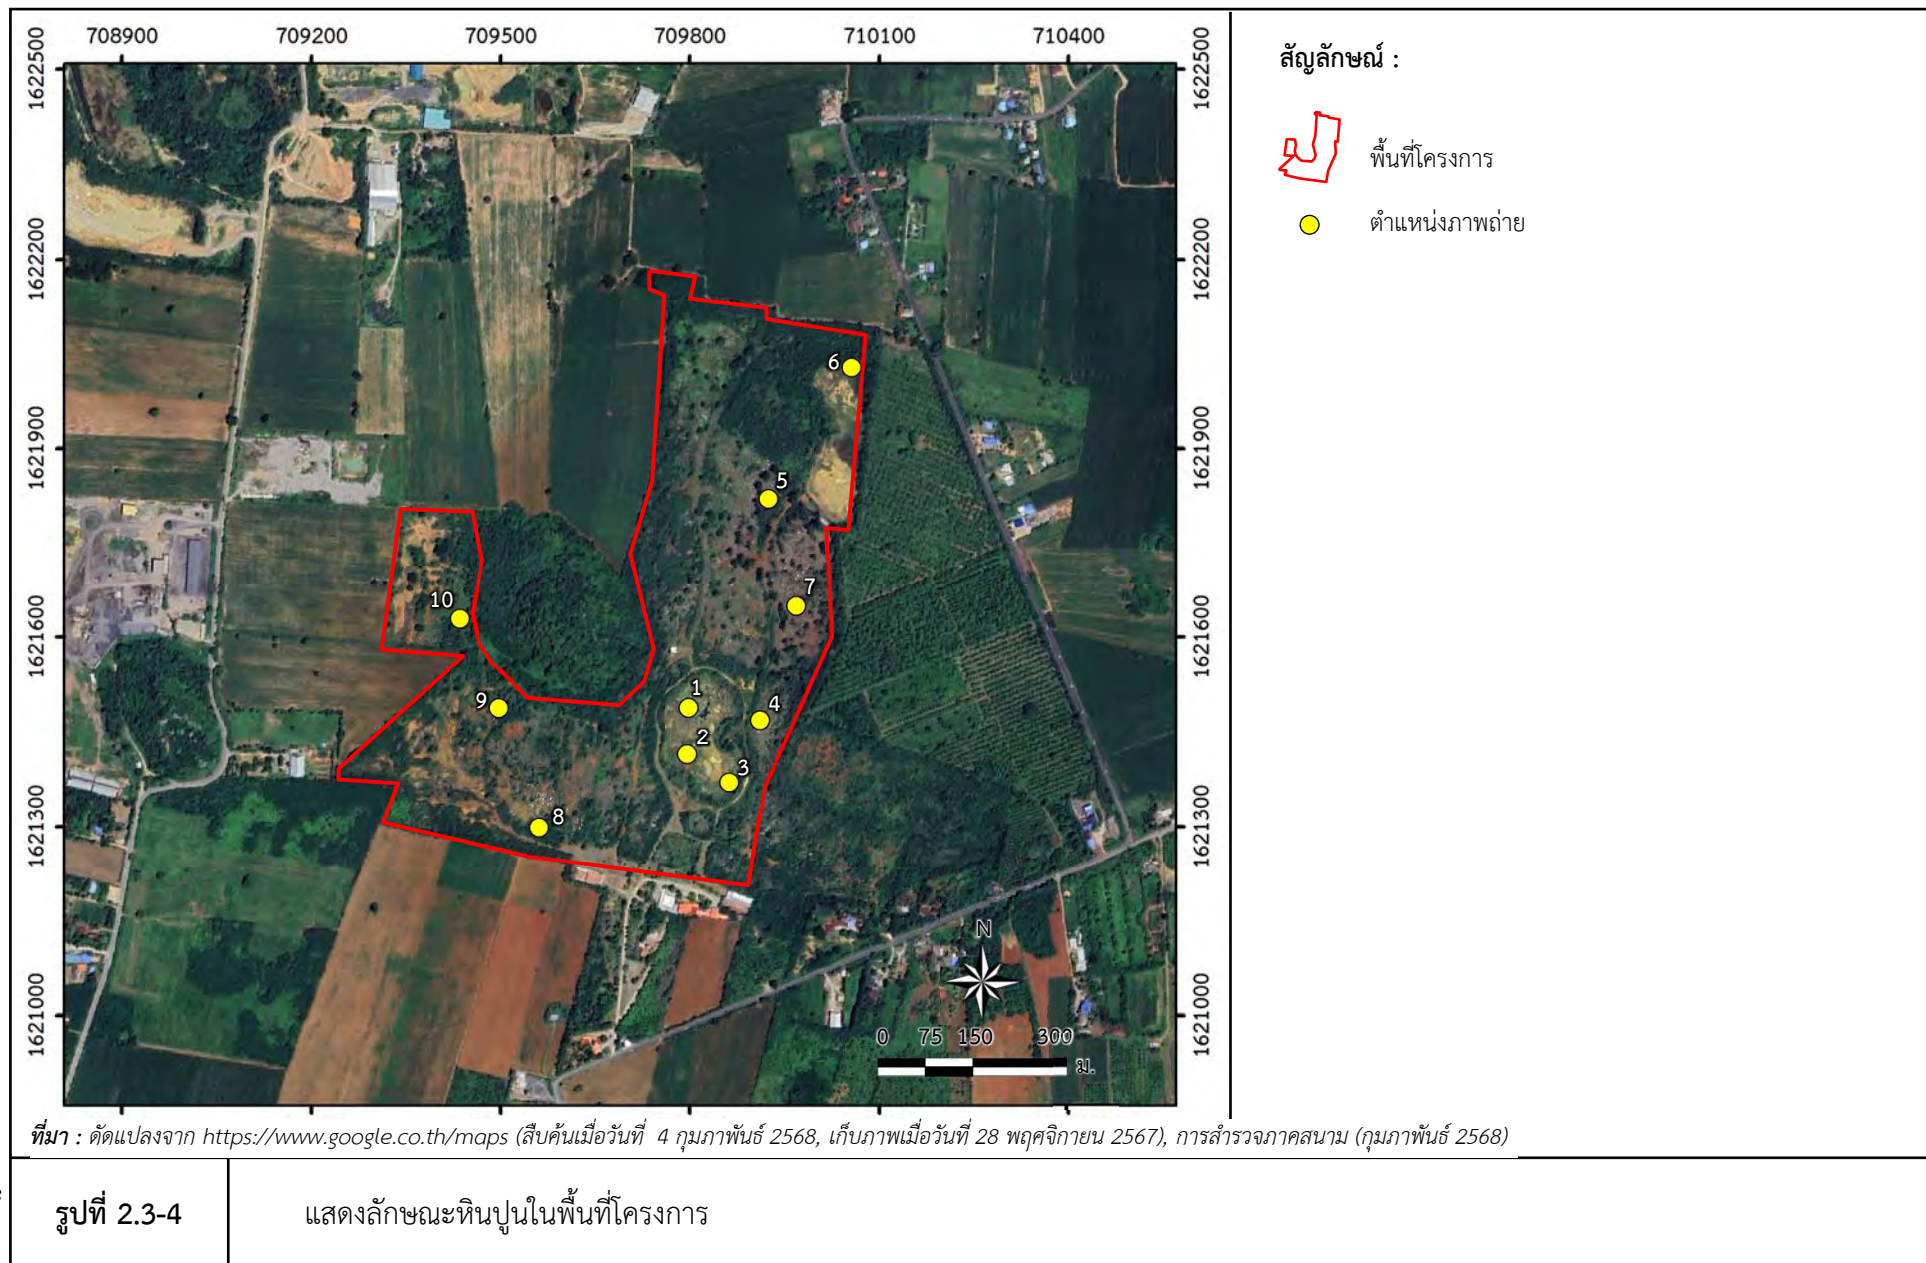 708900 709200 709500 709800 710100 710400
1622500 1622500
สัญลักษณ์ :
พื้นที่โครงการ
ตำแหน่งภาพถ่าย
1622200 1622200
6
1621900 1621900
5
7
10
1621600 1621600
1
9
4
2
3
8
1621300 1621300
N
1621000 1621000
0 75 150 300
ม.
ที่มา : ดัดแปลงจาก https://www.google.co.th/maps (สืบค้นเมื่อวันที่ 4 กุมภาพันธ์ 2568, เก็บภาพเมื่อวันที่ 28 พฤศจิกายน 2567), การสำรวจภาคสนาม (กุมภาพันธ์ 2568)
รูปที่ 2.3-4 แสดงลักษณะหินปูนในพื้นที่โครงการ